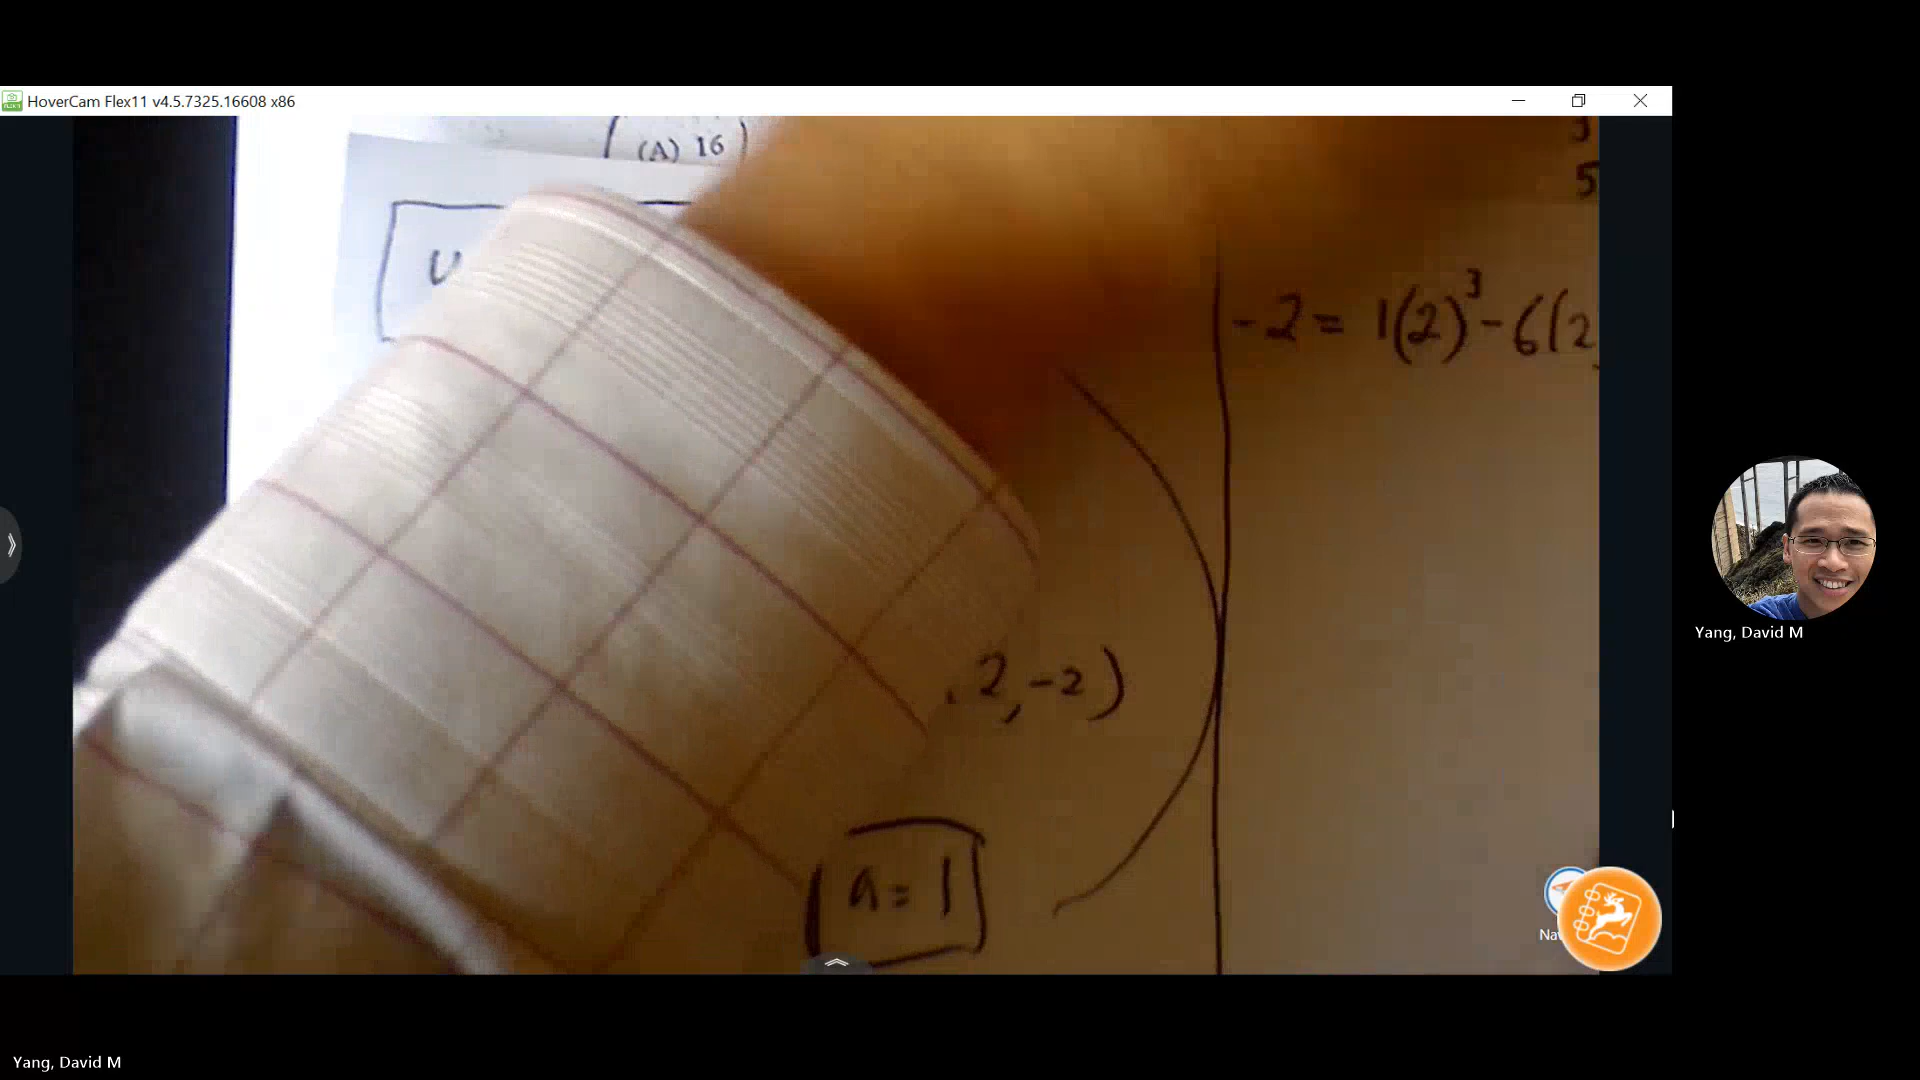 HoverCam Flex11 v4.5.7325.16608 x86
(A) 16
5
-2 = 1(2)³ - 6(2
2, -2)
a = 1
Yang, David M
Yang, David M